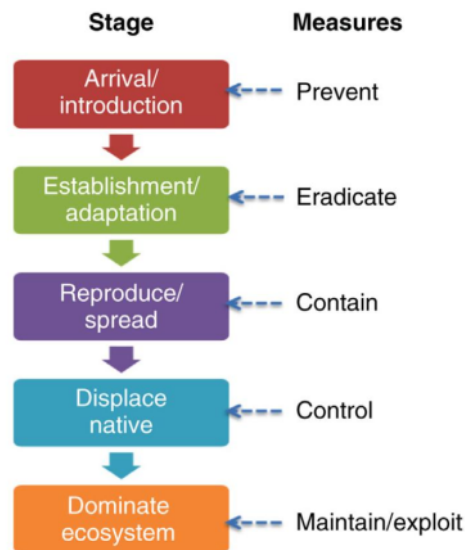 Stage Measures
Arrival/
introduction
Prevent
Establishment/
adaptation
Eradicate
Reproduce/
spread
Contain
Displace
native
Control
Dominate
ecosystem
Maintain/exploit